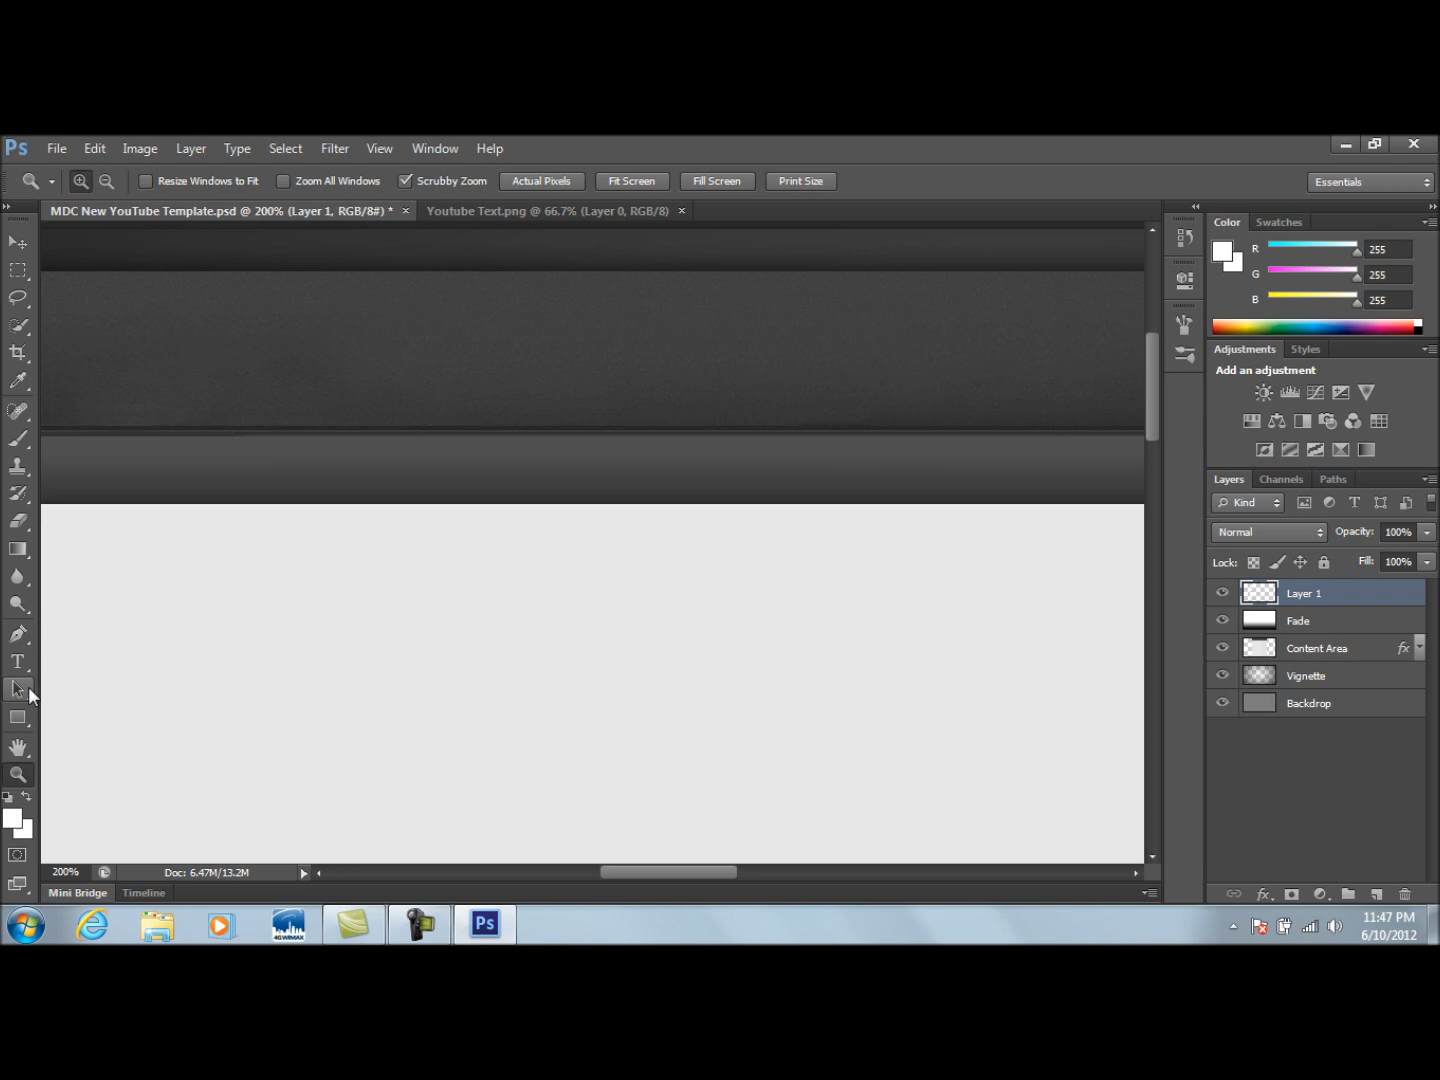 Ps File Edit Image Layer Type Select Filter View Window Help
Resize Windows to Fit Zoom All Windows Scrubby Zoom Actual Pixels Fit Screen Fill Screen Print Size Essentials
MDC New YouTube Template.psd @ 200% (Layer 1, RGB/8#) * × Youtube Text.png @ 66.7% (Layer 0, RGB/8) ×
Color Swatches
R 255
G 255
B 255
Adjustments Styles
Add an adjustment
Layers Channels Paths
Kind
Normal Opacity: 100%
Lock: Fill: 100%
Layer 1
Fade
Content Area fx
Vignette
Backdrop
T
200% Doc: 6.47M/13.2M
Mini Bridge Timeline
fx
4GWIMAX
Ps
11:47 PM
6/10/2012